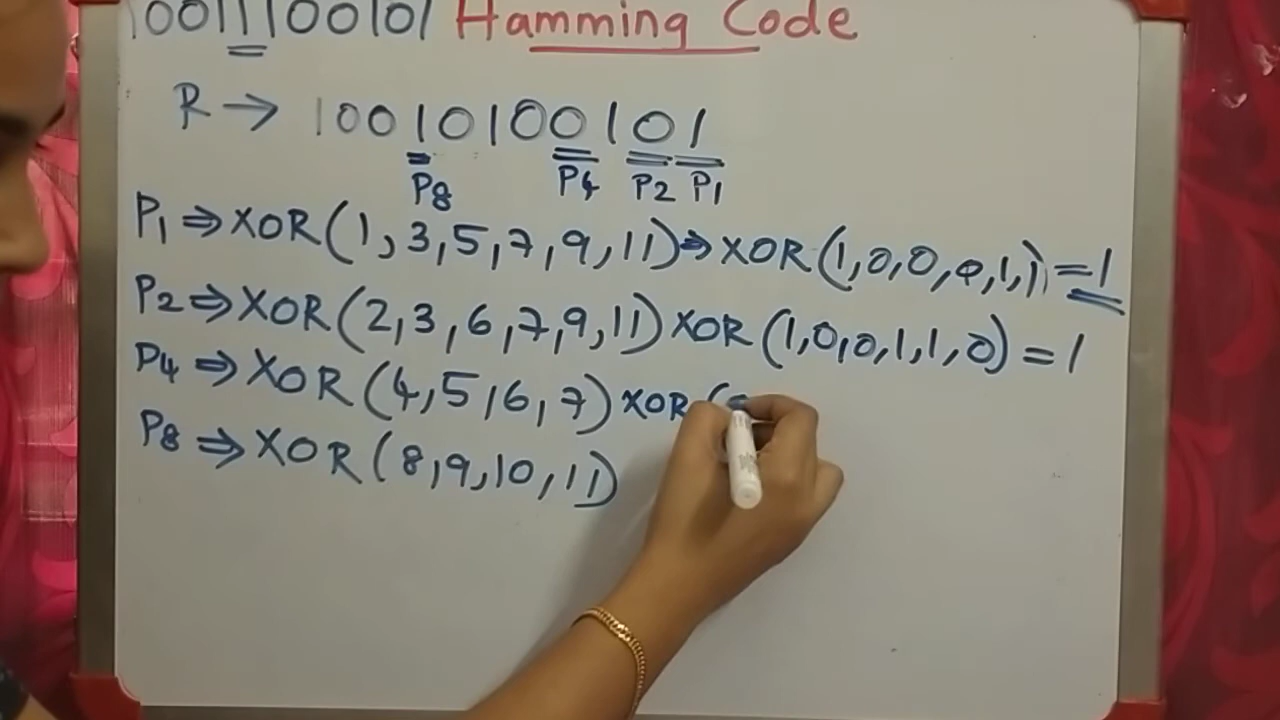 10011100101 Hamming Code
R → 10010100101
P8 P4 P2 P1
P1 ⇒ XOR(1,3,5,7,9,11) ⇒ XOR(1,0,0,0,1,1) = 1
P2 ⇒ XOR(2,3,6,7,9,11) XOR(1,0,0,1,1,0) = 1
P4 ⇒ XOR(4,5,6,7) XOR(
P8 ⇒ XOR(8,9,10,11)